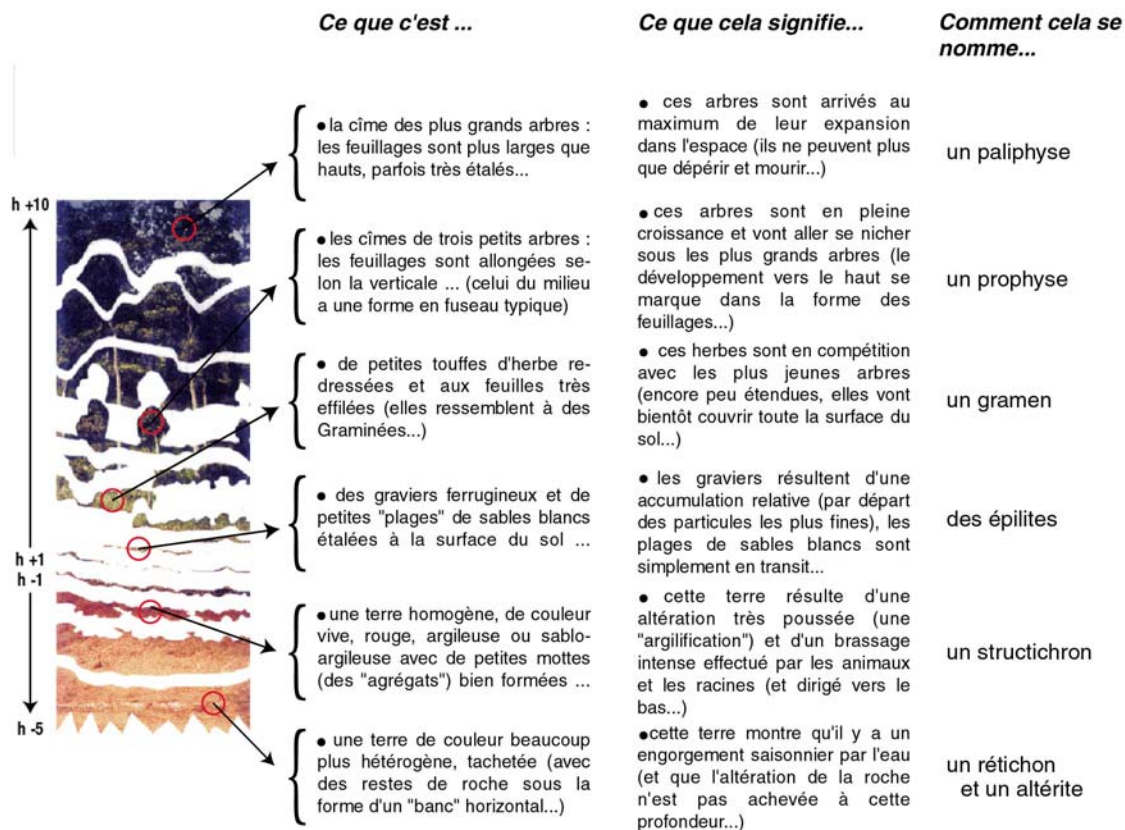 Ce que c'est ...
Ce que cela signifie...
Comment cela se
nomme...
● la cîme des plus grands arbres :
les feuillages sont plus larges que
hauts, parfois très étalés...
● ces arbres sont arrivés au
maximum de leur expansion
dans l'espace (ils ne peuvent plus
que dépérir et mourir...)
un paliphyse
h +10
● les cîmes de trois petits arbres :
les feuillages sont allongées se-
lon la verticale ... (celui du milieu
a une forme en fuseau typique)
● ces arbres sont en pleine
croissance et vont aller se nicher
sous les plus grands arbres (le
développement vers le haut se
marque dans la forme des
feuillages...)
un prophyse
● de petites touffes d'herbe re-
dressées et aux feuilles très
effilées (elles ressemblent à des
Graminées...)
● ces herbes sont en compétition
avec les plus jeunes arbres
(encore peu étendues, elles vont
bientôt couvrir toute la surface du
sol...)
un gramen
● des graviers ferrugineux et de
petites "plages" de sables blancs
étalées à la surface du sol ...
● les graviers résultent d'une
accumulation relative (par départ
des particules les plus fines), les
plages de sables blancs sont
simplement en transit...
des épilites
h +1
h -1
● une terre homogène, de couleur
vive, rouge, argileuse ou sablo-
argileuse avec de petites mottes
(des "agrégats") bien formées ...
● cette terre résulte d'une
altération très poussée (une
"argilification") et d'un brassage
intense effectué par les animaux
et les racines (et dirigé vers le
bas...)
un structichron
h -5
● une terre de couleur beaucoup
plus hétérogène, tachetée (avec
des restes de roche sous la
forme d'un "banc" horizontal...)
● cette terre montre qu'il y a un
engorgement saisonnier par l'eau
(et que l'altération de la roche
n'est pas achevée à cette
profondeur...)
un rétichon
et un altérite